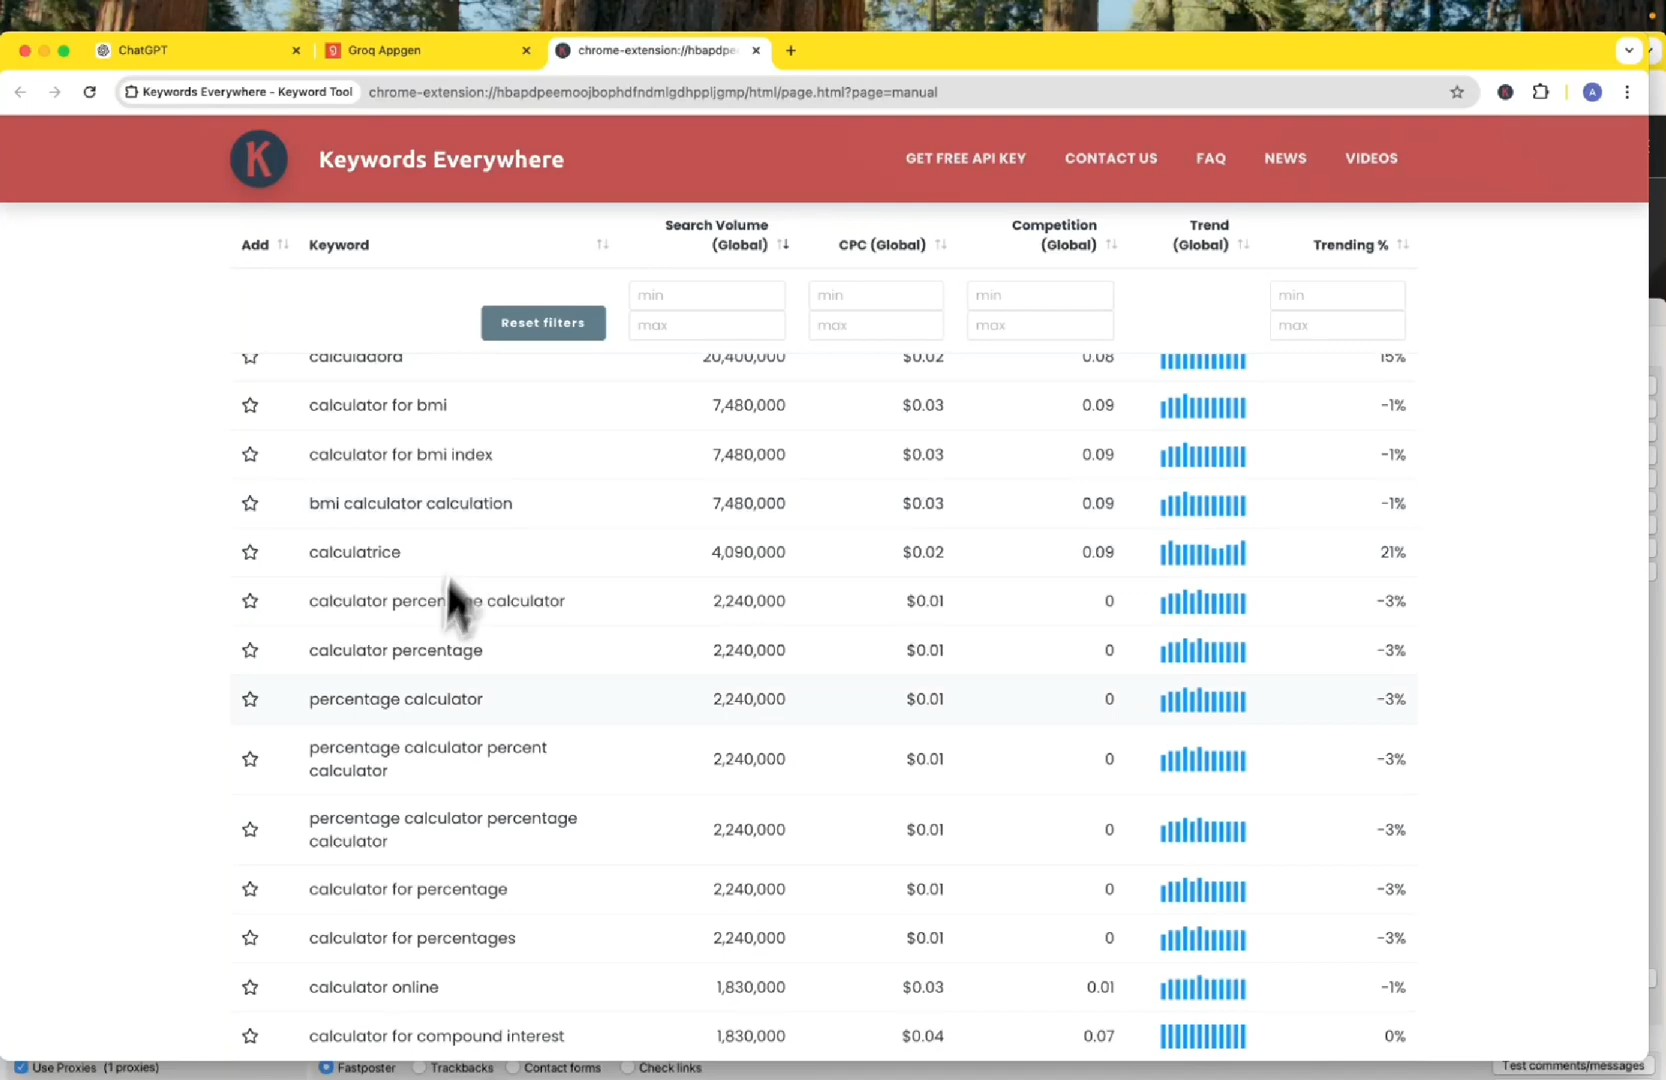 ChatGPT
Groq Appgen
chrome-extension://hbapdpe
Keywords Everywhere - Keyword Tool
chrome-extension://hbapdpeemoojbophdfndmlgdhppljgmp/html/page.html?page=manual
A
K
Keywords Everywhere
GET FREE API KEY CONTACT US FAQ NEWS VIDEOS
Add Keyword Search Volume (Global) CPC (Global) Competition (Global) Trend (Global) Trending %
min min min min
Reset filters
max max max max
calculadora 20,400,000 $0.02 0.08 15%
calculator for bmi 7,480,000 $0.03 0.09 -1%
calculator for bmi index 7,480,000 $0.03 0.09 -1%
bmi calculator calculation 7,480,000 $0.03 0.09 -1%
calculatrice 4,090,000 $0.02 0.09 21%
calculator percentage calculator 2,240,000 $0.01 0 -3%
calculator percentage 2,240,000 $0.01 0 -3%
percentage calculator 2,240,000 $0.01 0 -3%
percentage calculator percent
calculator 2,240,000 $0.01 0 -3%
percentage calculator percentage
calculator 2,240,000 $0.01 0 -3%
calculator for percentage 2,240,000 $0.01 0 -3%
calculator for percentages 2,240,000 $0.01 0 -3%
calculator online 1,830,000 $0.03 0.01 -1%
calculator for compound interest 1,830,000 $0.04 0.07 0%
Use Proxies (1 proxies) Fastposter Trackbacks Contact forms Check links Test comments/messages